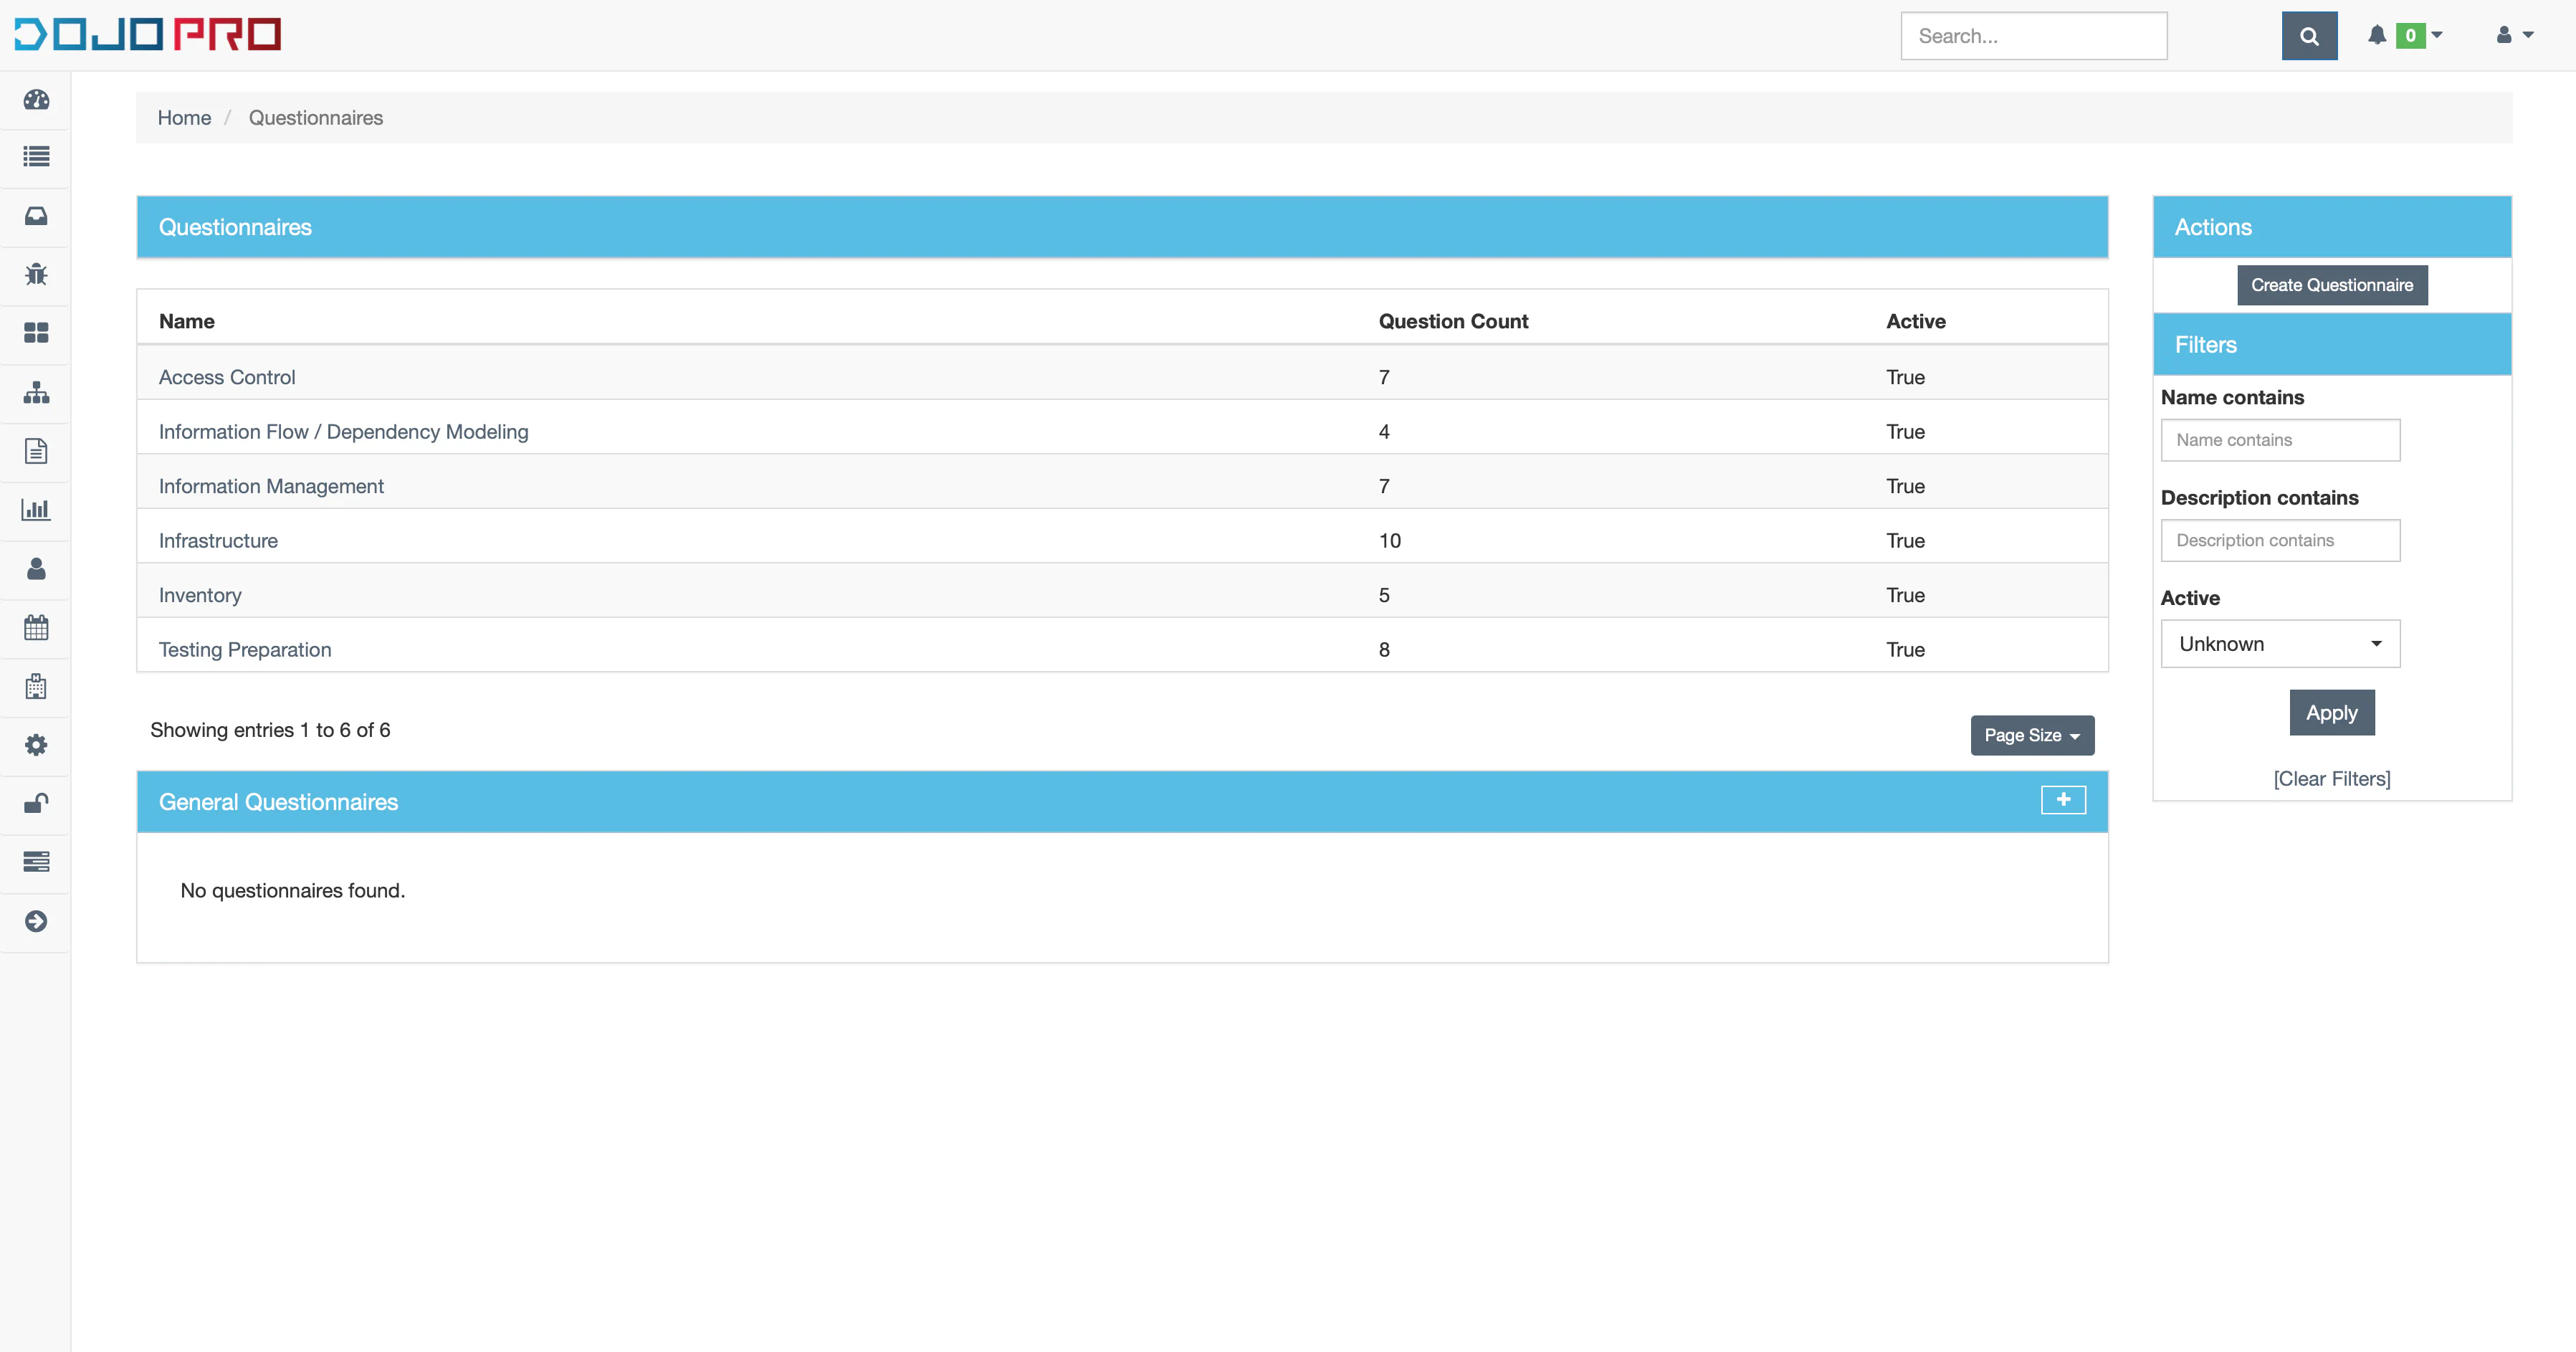 DOJO PRO
Search...
0
Home / Questionnaires
Questionnaires
Name Question Count Active
Access Control 7 True
Information Flow / Dependency Modeling 4 True
Information Management 7 True
Infrastructure 10 True
Inventory 5 True
Testing Preparation 8 True
Showing entries 1 to 6 of 6
Page Size
General Questionnaires
No questionnaires found.
Actions
Create Questionnaire
Filters
Name contains
Name contains
Description contains
Description contains
Active
Unknown
Apply
[Clear Filters]